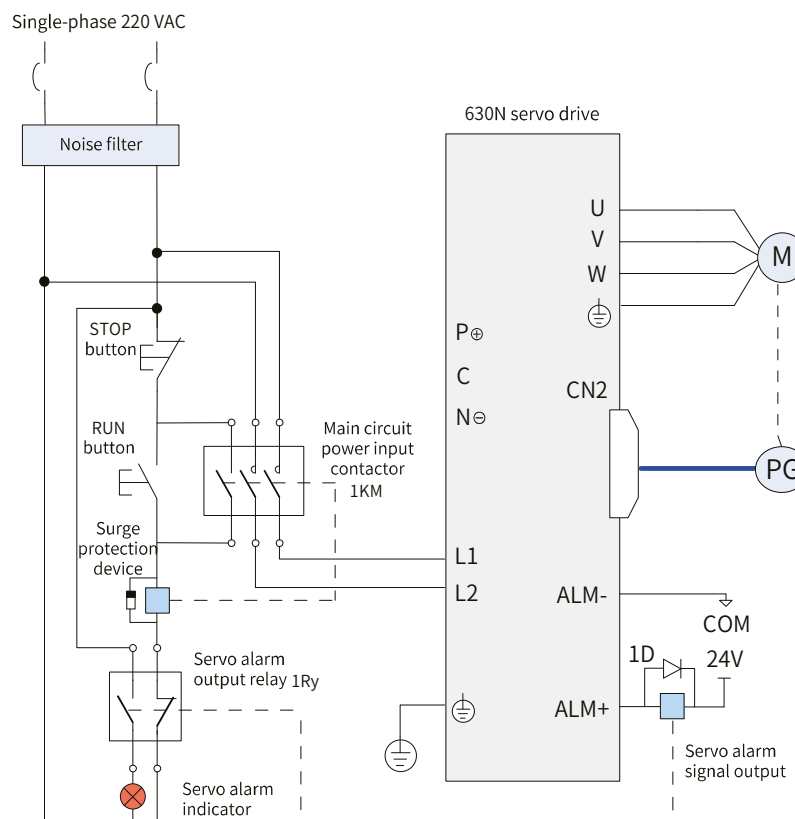 Single-phase 220 VAC
Noise filter
630N servo drive
U
V
W
P⊕
C
N⊖
CN2
M
PG
STOP
button
RUN
button
Main circuit
power input
contactor
1KM
Surge
protection
device
L1
L2
ALM-
COM
24V
1D
ALM+
Servo alarm
output relay 1Ry
Servo alarm
signal output
Servo alarm
indicator